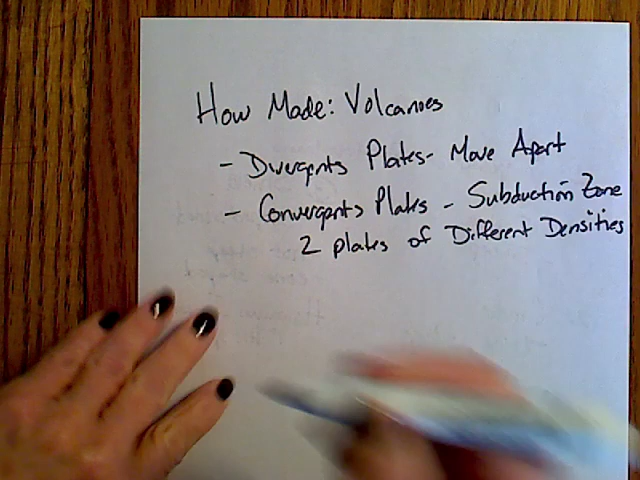 How Made: Volcanoes
- Divergents Plates- Move Apart
- Convergents Plates - Subduction Zone
2 plates of Different Densities